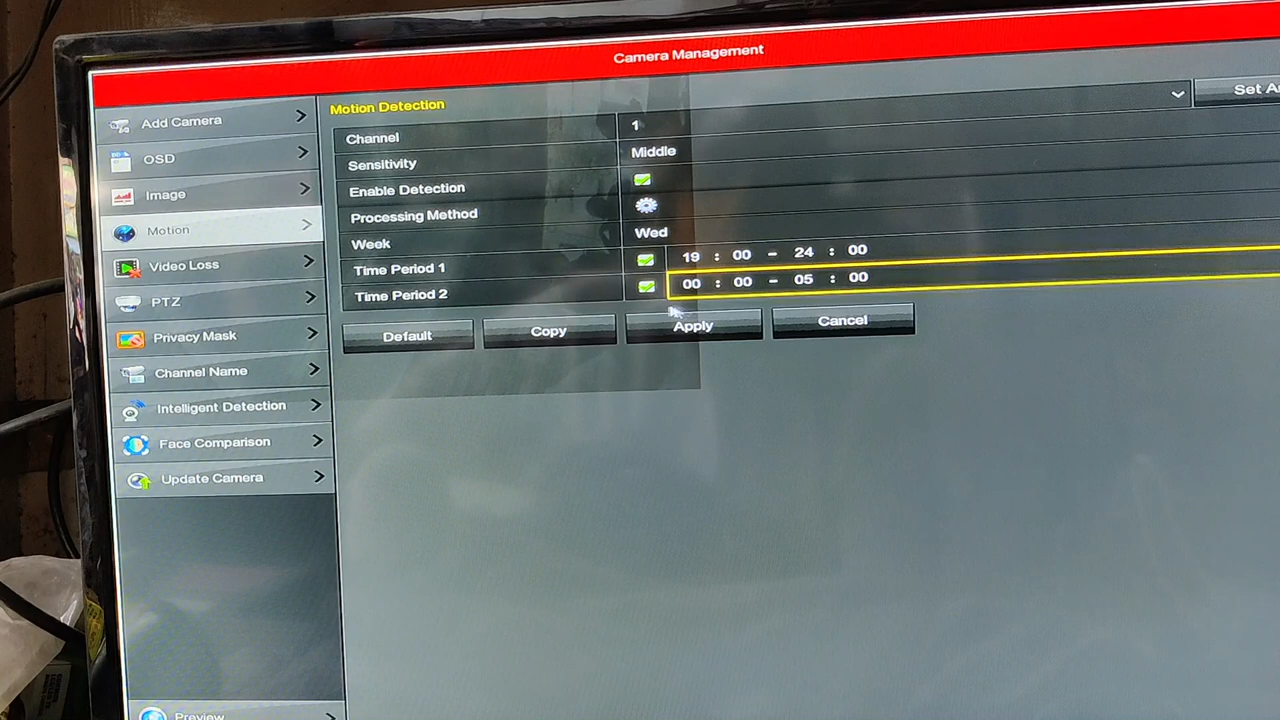 Camera Management
Add Camera
OSD
Image
Motion
Video Loss
PTZ
Privacy Mask
Channel Name
Intelligent Detection
Face Comparison
Update Camera
Preview
Motion Detection
Channel 1 Set
Sensitivity Middle
Enable Detection
Processing Method
Week Wed
Time Period 1 19 : 00 - 24 : 00
Time Period 2 00 : 00 - 05 : 00
Default Copy Apply Cancel